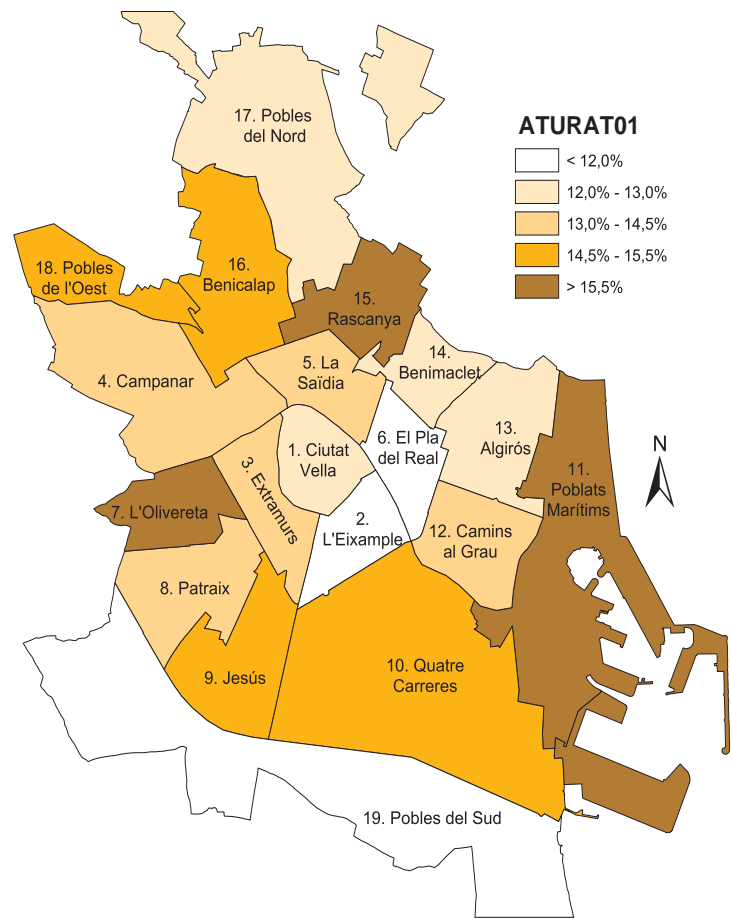 ATURAT01
< 12,0%
12,0% - 13,0%
13,0% - 14,5%
14,5% - 15,5%
> 15,5%
17. Pobles
del Nord
18. Pobles
de l'Oest
16.
Benicalap
15.
Rascanya
14.
Benimaclet
4. Campanar
5. La
Saïdia
6. El Pla
del Real
13.
Algirós
1. Ciutat
Vella
3. Extramurs
11.
Poblats
Marítims
N
7. L'Olivereta
2.
L'Eixample
12. Camins
al Grau
8. Patraix
9. Jesús
10. Quatre
Carreres
19. Pobles del Sud